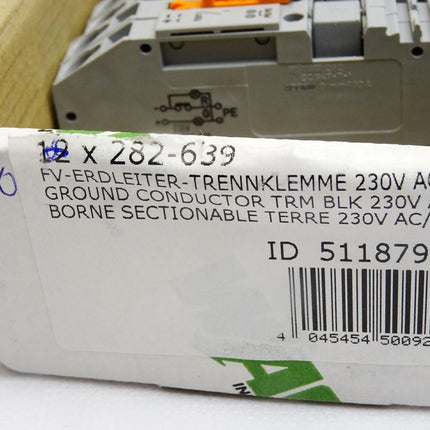 PE
12 x 282-639
FV-ERDLEITER-TRENNKLEMME 230V AC
GROUND CONDUCTOR TRM BLK 230V A
BORNE SECTIONABLE TERRE 230V AC/
ID 511879
4 045454 50092